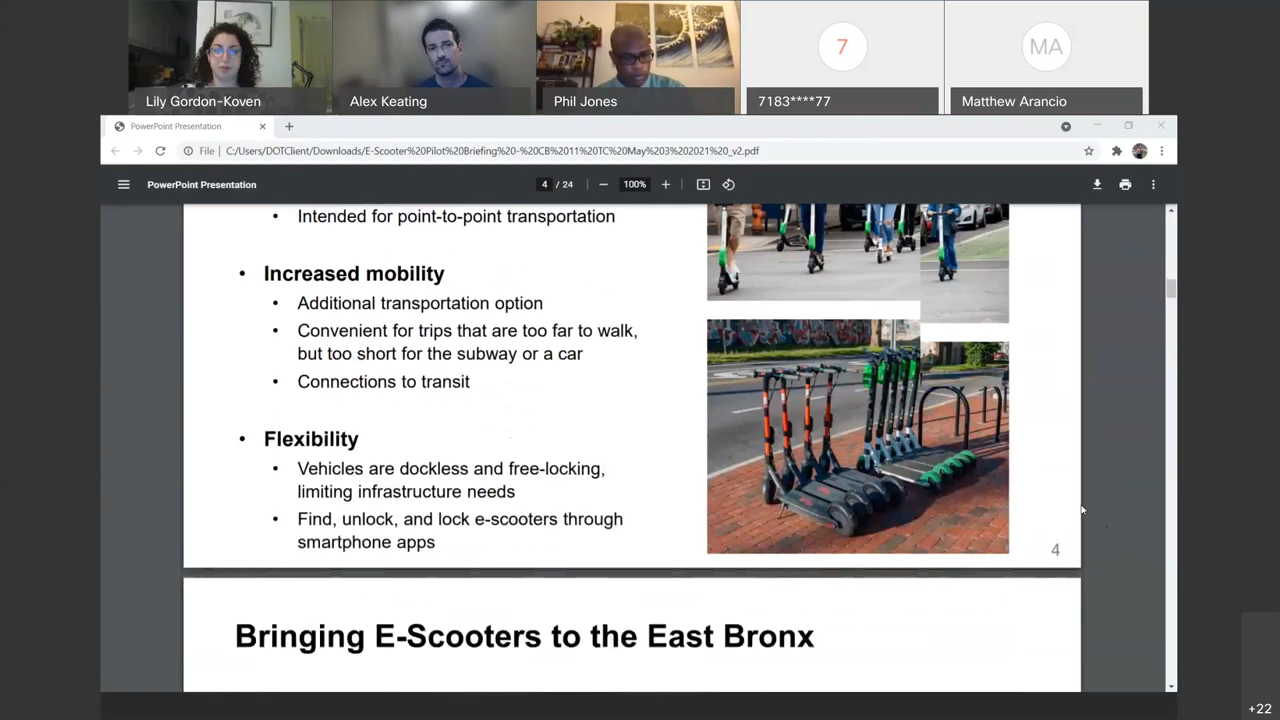 7
MA
Lily Gordon-Koven
Alex Keating
Phil Jones
7183****77
Matthew Arancio
PowerPoint Presentation
File
C:/Users/DOTClient/Downloads/E-Scooter%20Pilot%20Briefing%20-%20CB%2011%20TC%20May%203%202021%20_v2.pdf
PowerPoint Presentation
4 / 24
100%
• Intended for point-to-point transportation
• Increased mobility
• Additional transportation option
• Convenient for trips that are too far to walk,
but too short for the subway or a car
• Connections to transit
• Flexibility
• Vehicles are dockless and free-locking,
limiting infrastructure needs
• Find, unlock, and lock e-scooters through
smartphone apps
4
Bringing E-Scooters to the East Bronx
+22